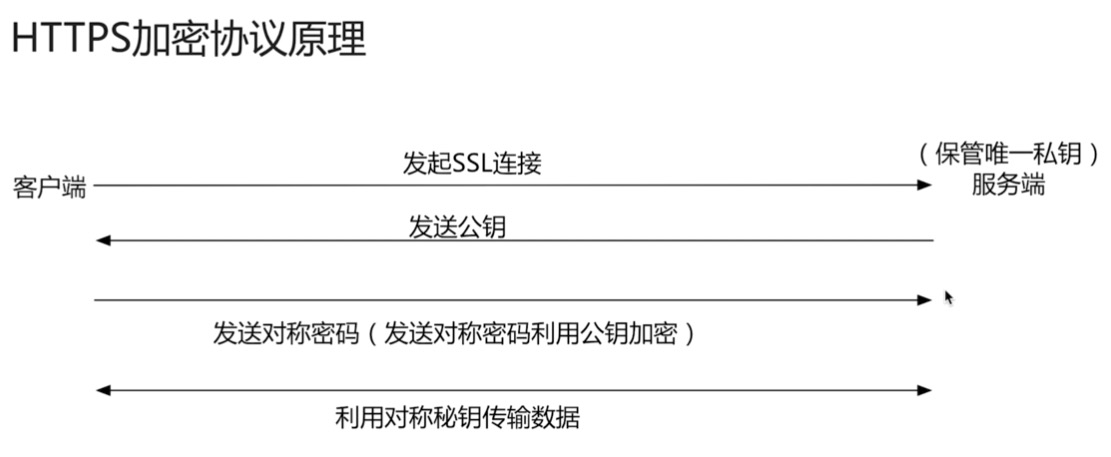 HTTPS加密协议原理
发起SSL连接
（保管唯一私钥）
客户端
服务端
发送公钥
发送对称密码（发送对称密码利用公钥加密）
利用对称秘钥传输数据